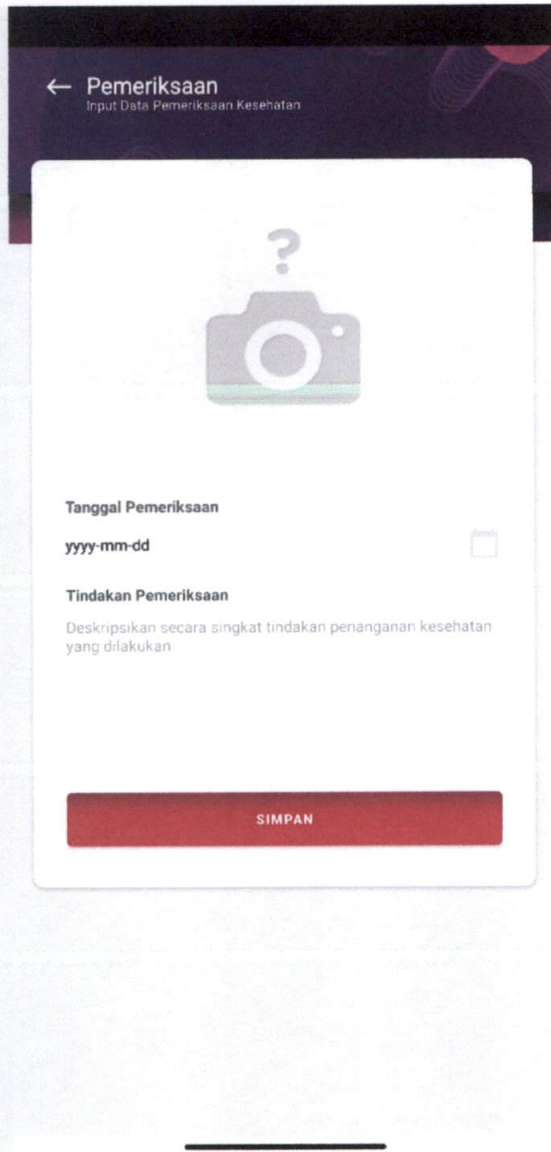 Pemeriksaan
Input Data Pemeriksaan Kesehatan
?
Tanggal Pemeriksaan
yyyy-mm-dd
Tindakan Pemeriksaan
Deskripsikan secara singkat tindakan penanganan kesehatan
yang dilakukan
SIMPAN